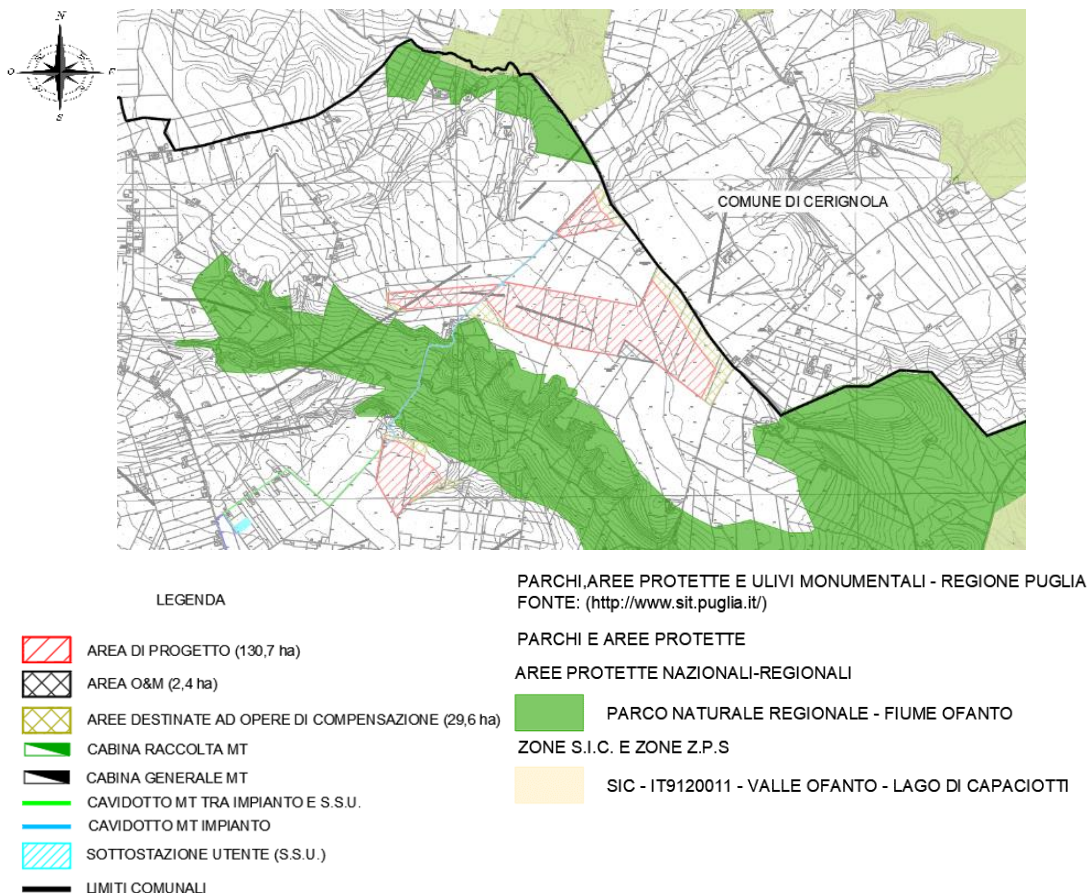 N
O
E
S
COMUNE DI CERIGNOLA
LEGENDA
AREA DI PROGETTO (130,7 ha)
AREA O&M (2,4 ha)
AREE DESTINATE AD OPERE DI COMPENSAZIONE (29,6 ha)
CABINA RACCOLTA MT
CABINA GENERALE MT
CAVIDOTTO MT TRA IMPIANTO E S.S.U.
CAVIDOTTO MT IMPIANTO
SOTTOSTAZIONE UTENTE (S.S.U.)
LIMITI COMUNALI
PARCHI,AREE PROTETTE E ULIVI MONUMENTALI - REGIONE PUGLIA
FONTE: (http://www.sit.puglia.it/)
PARCHI E AREE PROTETTE
AREE PROTETTE NAZIONALI-REGIONALI
PARCO NATURALE REGIONALE - FIUME OFANTO
ZONE S.I.C. E ZONE Z.P.S
SIC - IT9120011 - VALLE OFANTO - LAGO DI CAPACIOTTI